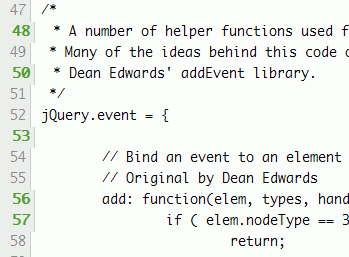 47 /*
48  * A number of helper functions used f
49  * Many of the ideas behind this code o
50  * Dean Edwards' addEvent library.
51  */
52 jQuery.event = {
53
54 // Bind an event to an element
55 // Original by Dean Edwards
56 add: function(elem, types, hand
57 if ( elem.nodeType == 3
58 return;